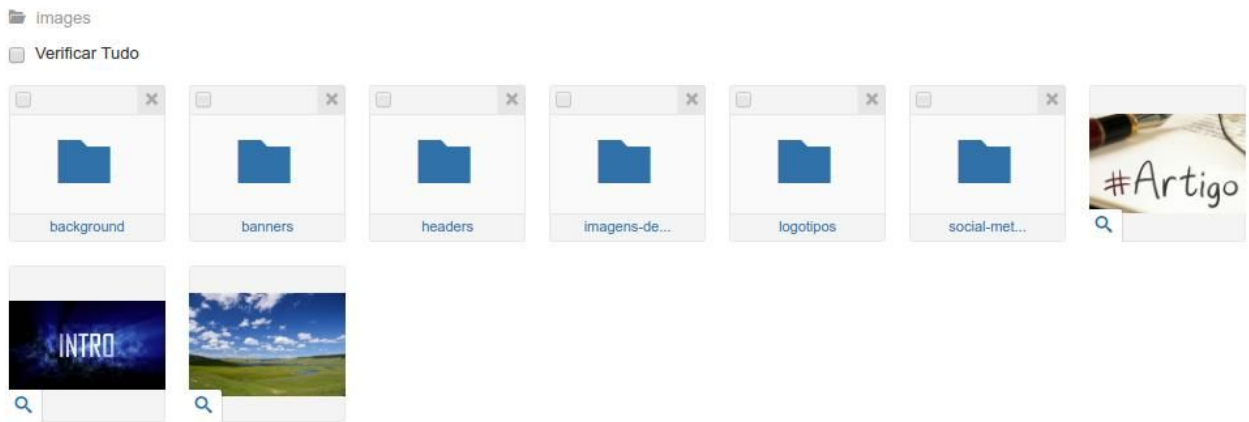 images
Verificar Tudo
background
banners
headers
imagens-de...
logotipos
social-met...
#Artigo
INTRO